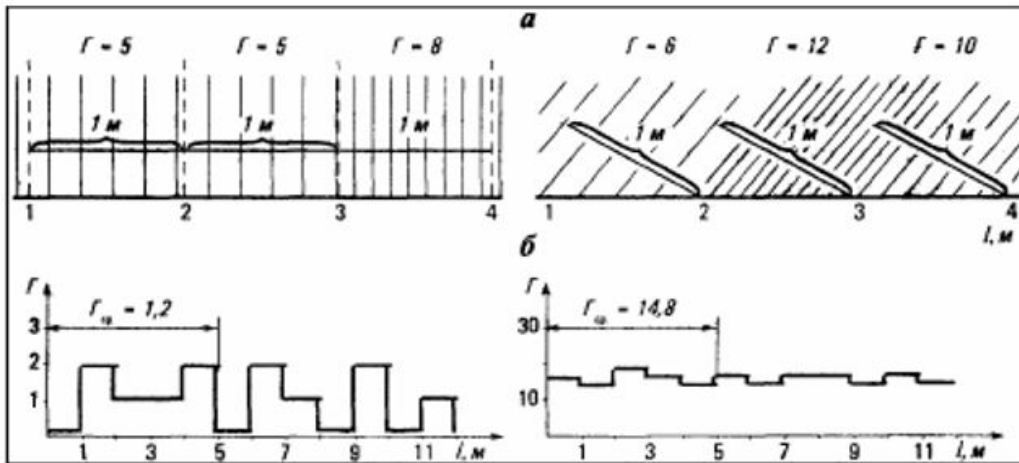 а
Г = 5 Г = 5 Г = 8 Г = 6 Г = 12 Г = 10
1 м 1 м 1 м 1 м 1 м 1 м
1 2 3 4 1 2 3 4
l, м
б
Г Г
Гср. = 1,2 Гср. = 14,8
3 30
2
1 10
1 3 5 7 9 11 l, м 1 3 5 7 9 11 l, м